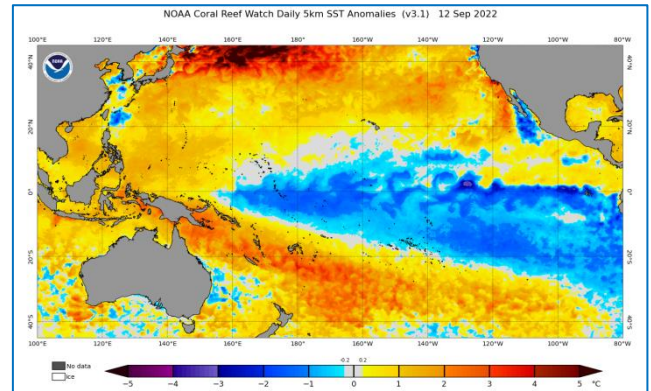 NOAA Coral Reef Watch Daily 5km SST Anomalies (v3.1) 12 Sep 2022
100°E 120°E 140°E 160°E 180° 160°W 140°W 120°W 100°W 80°W
40°N 40°N
20°N 20°N
0° 0°
20°S 20°S
40°S 40°S
100°E 120°E 140°E 160°E 180° 160°W 140°W 120°W 100°W 80°W
No data
Ice
-0.2 0.2
−5 −4 −3 −2 −1 0 1 2 3 4 5 °C